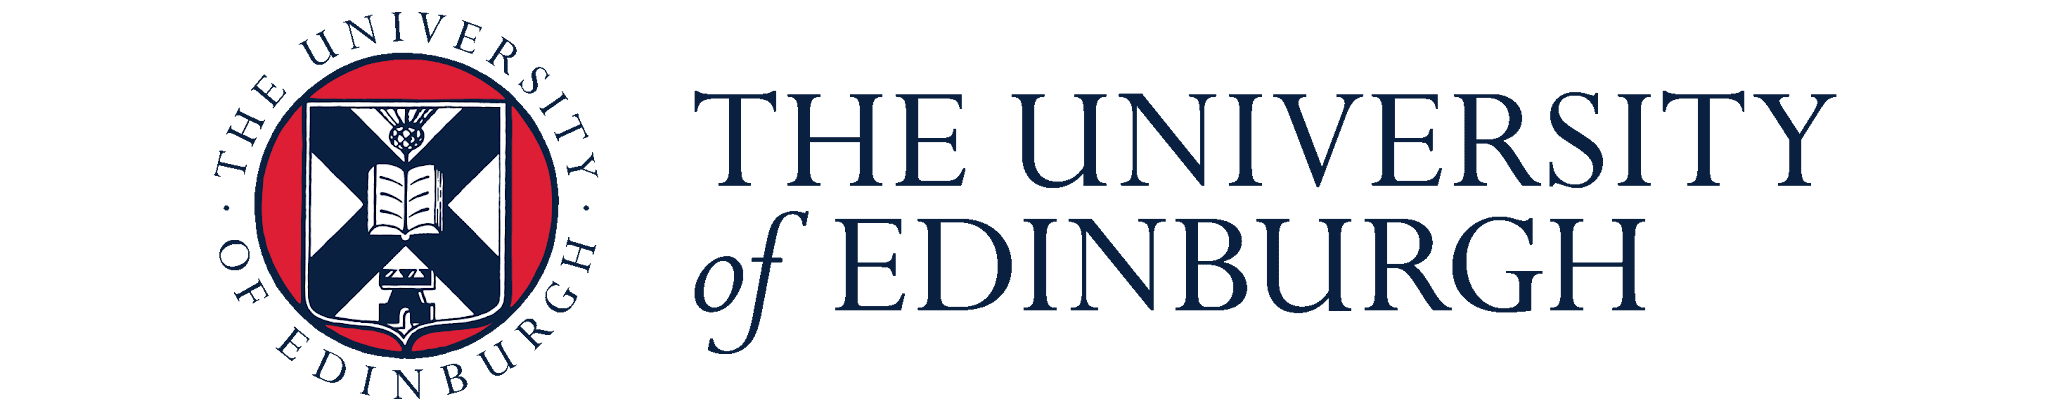 THE UNIVERSITY
OF EDINBURGH
THE UNIVERSITY
of EDINBURGH